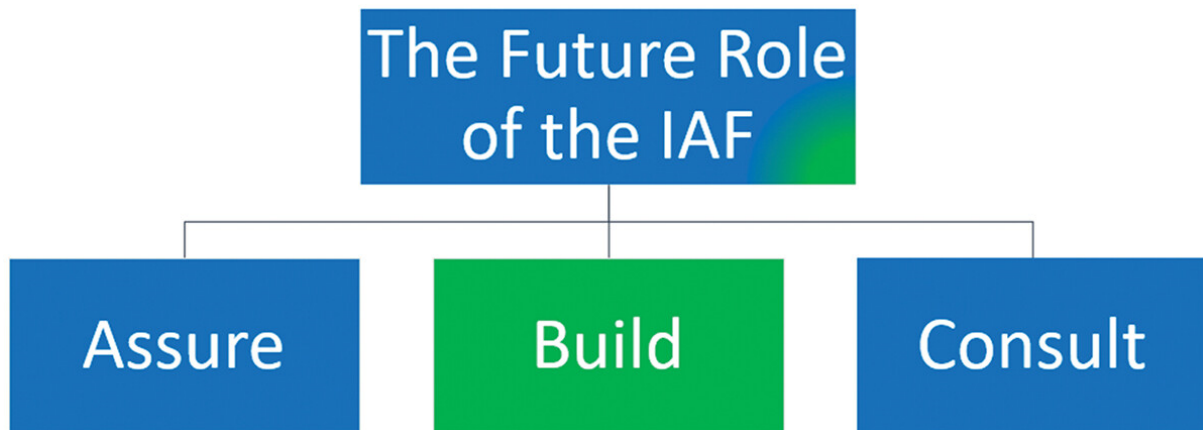 The Future Role
of the IAF
Assure
Build
Consult